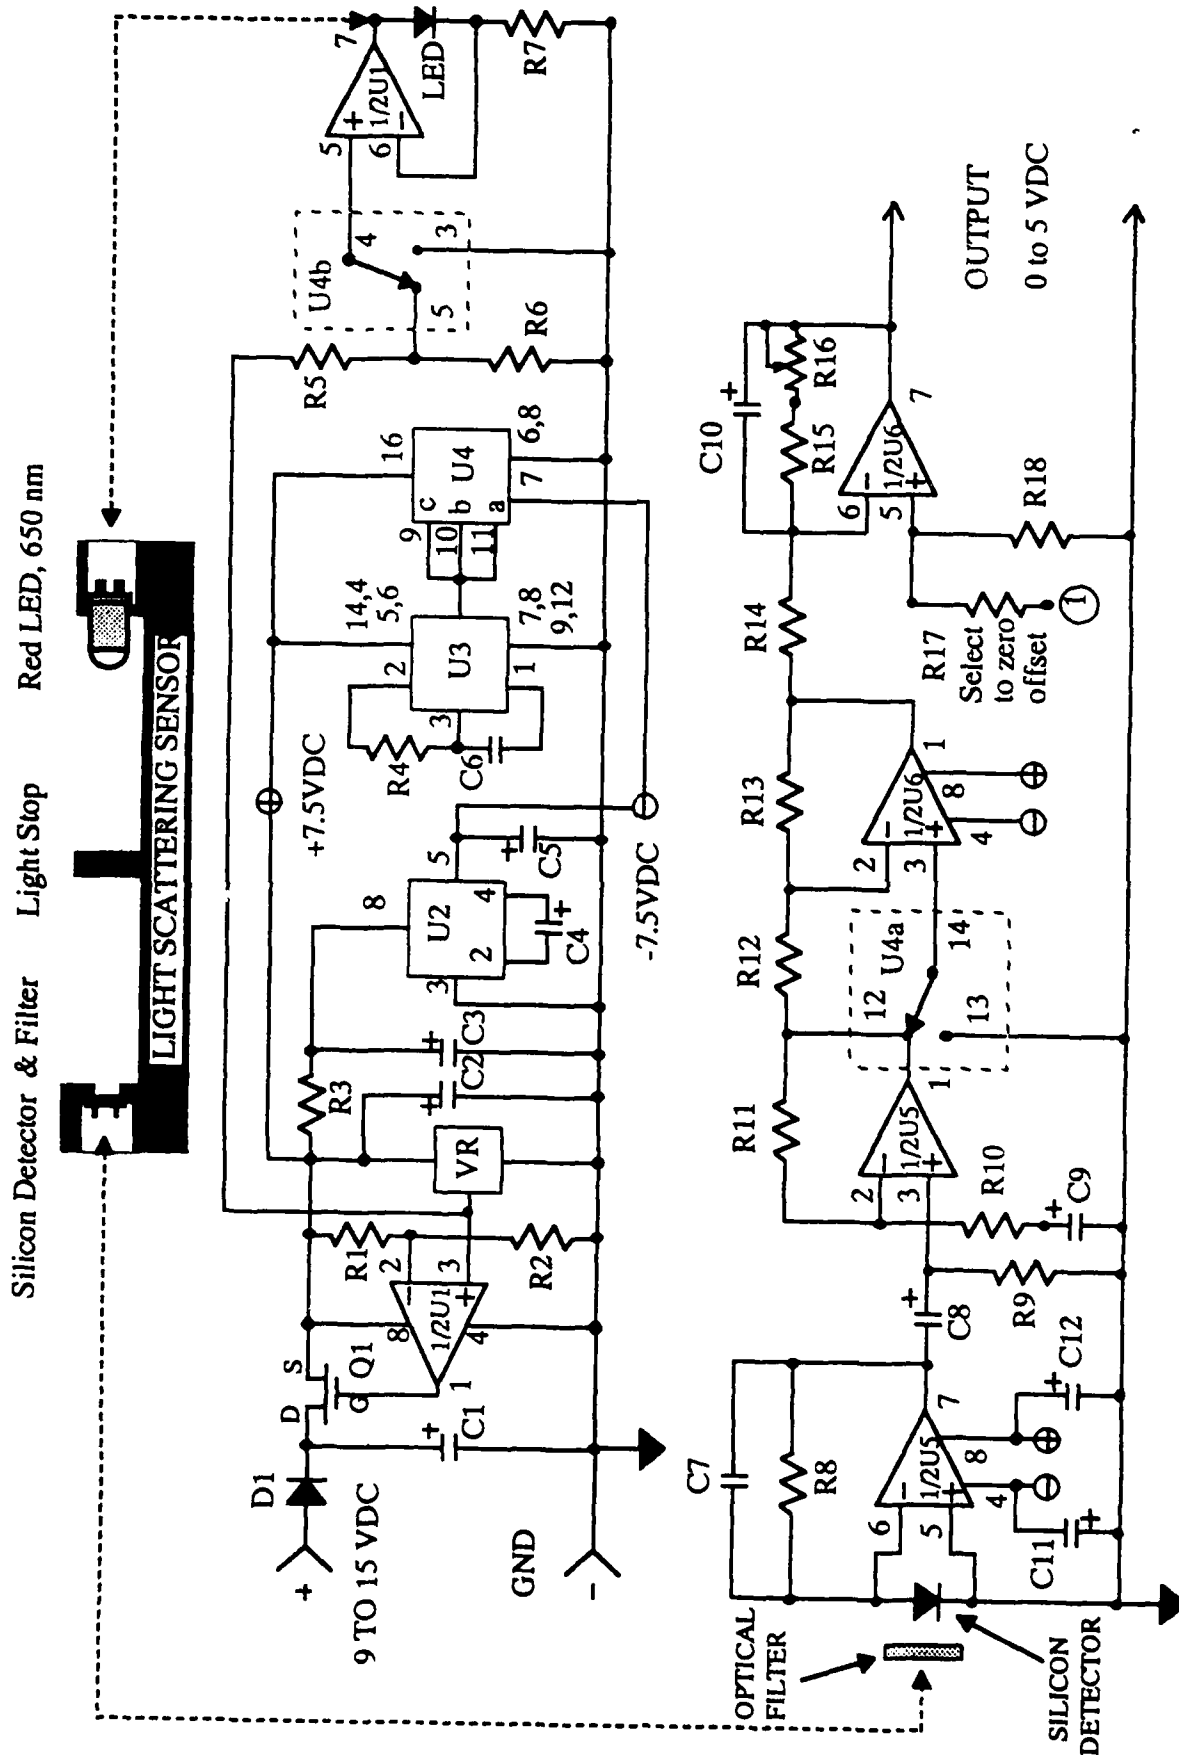 Silicon Detector & Filter
Light Stop
Red LED, 650 nm
LIGHT SCATTERING SENSOR
+7.5VDC
-7.5VDC
+
9 TO 15 VDC
GND
-
D1
D
S
G
Q1
C1
+
1/2U1
8
4
1
2
3
-
+
R1
R2
VR
R3
C2
+
C3
+
U2
8
3
2
4
5
C4
+
C5
+
R4
C6
U3
14,4
5,6
2
3
1
7,8
9,12
U4
16
c
b
a
9
10
11
6,8
7
R5
R6
U4b
4
5
3
1/2U1
5
6
7
+
-
LED
R7
OPTICAL
FILTER
SILICON
DETECTOR
C7
R8
1/2U5
6
5
7
8
4
-
+
C11
+
C12
+
C8
+
R9
R10
C9
+
1/2U5
2
3
1
-
+
R11
R12
U4a
12
13
14
1/2U6
2
3
1
8
4
-
+
R13
R14
R17
Select
to zero
offset
1
R18
1/2U6
6
5
7
-
+
C10
+
R15
R16
OUTPUT
0 to 5 VDC